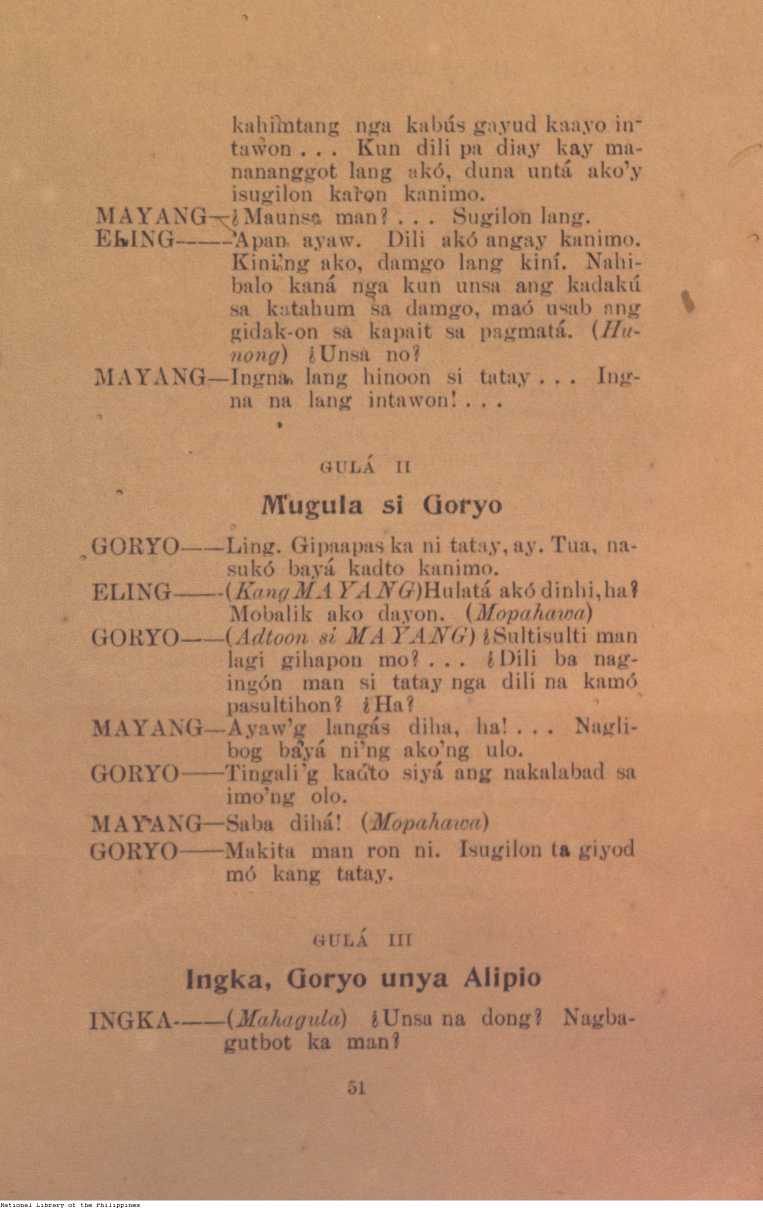 kahimtang nga kabús gayud kaayo in-
tawon . . . Kun dili pa diay kay ma-
nananggot lang akó, duna untá ako'y
isugilon karon kanimo.
MAYANG—¿Maunsa man? . . . Sugilon lang.
ELING——'Apan ayaw. Dili akó angay kanimo.
Kining ako, damgo lang kiní. Nahi-
balo kaná nga kun unsa ang kadakú
sa katahum sa damgo, maó usab ang
gidak-on sa kapait sa pagmatá. (Hu-
nong) ¿Unsa no?
MAYANG—Ingna lang hinoon si tatay . . . Ing-
na na lang intawon! . . .
GULÁ II
Mugula si Goryo
GORYO——Ling. Gipaapas ka ni tatay, ay. Tua, na-
sukó bayá kadto kanimo.
ELING——(Kang MAYANG) Hulatá akó dinhi, ha?
Mobalik ako dayon. (Mopahawa)
GORYO——(Adtoon si MAYANG) ¿Sultisulti man
lagi gihapon mo? . . . ¿Dili ba nag-
ingón man si tatay nga dili na kamó
pasultihon? ¿Ha?
MAYANG—Ayaw'g langás diha, ha! . . . Nagli-
bog bayá ni'ng ako'ng ulo.
GORYO——Tingali'g kadto siyá ang nakalabad sa
imo'ng olo.
MAYANG—Saba dihá! (Mopahawa)
GORYO——Makita man ron ni. Isugilon ta giyod
mó kang tatay.
GULÁ III
Ingka, Goryo unya Alipio
INGKA——(Mahagula) ¿Unsa na dong? Nagba-
gutbot ka man?
51
National Library of the Philippines